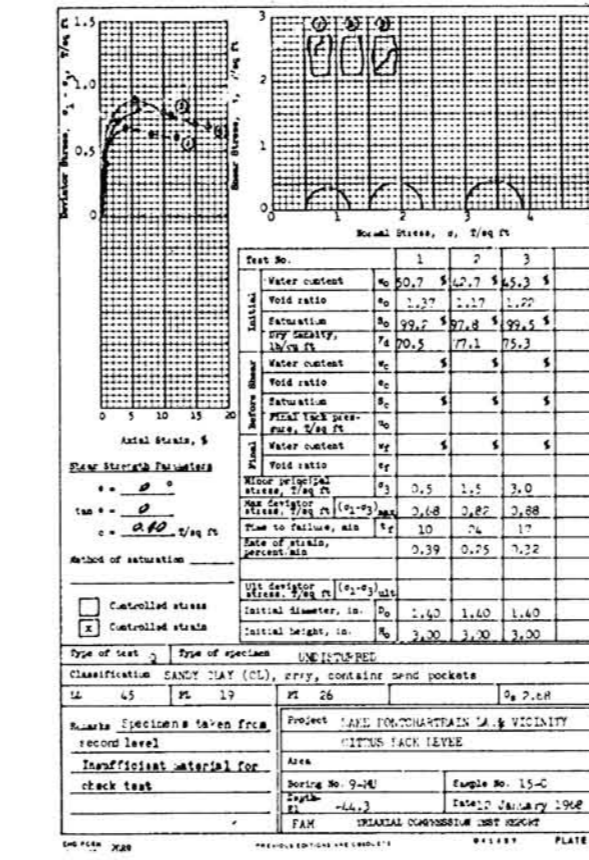 1.5
1.0
0.5
0
0 5 10 15 20
Axial Strain, %
Deviator Stress, σ1 - σ3, T/sq ft
3
2
1
0
0 1 2 3 4
Shear Stress, τ, T/sq ft
Normal Stress, σ, T/sq ft
Shear Strength Parameters
ø = 0 °
tan ø = 0
c = 0.40 T/sq ft
Method of saturation
Controlled stress
X Controlled strain
Test No. 1 2 3
Initial
Water content wo 50.7 % 42.7 % 45.3 %
Void ratio eo 1.37 1.17 1.22
Saturation So 99.2 % 97.8 % 99.5 %
Dry density, lb/cu ft γd 70.5 77.1 75.3
Before Shear
Water content wc % % %
Void ratio ec
Saturation Sc % % %
Final back pressure, T/sq ft uo
Final
Water content wf % % %
Void ratio ef
Minor principal stress, T/sq ft σ3 0.5 1.5 3.0
Max deviator stress, T/sq ft (σ1-σ3)max 0.68 0.82 0.88
Time to failure, min tf 10 17
Rate of strain, percent/min 0.39 0.25 0.32
Ult deviator stress, T/sq ft (σ1-σ3)ult
Initial diameter, in. Do 1.40 1.40 1.40
Initial height, in. Ho 3.00 3.00 3.00
Type of test Q Type of specimen UNDISTURBED
Classification SANDY CLAY (CL), gray, contains sand pockets
LL 45 PL 19 PI 26 Gs 2.68
Remarks Specimens taken from
second level
Insufficient material for
check test
Project LAKE PONTCHARTRAIN LA. & VICINITY
CITRUS BACK LEVEE
Area
Boring No. 9-MU Sample No. 15-C
Depth El -44.3 Date 12 January 1968
FAM TRIAXIAL COMPRESSION TEST REPORT
ENG FORM 2089 PREVIOUS EDITIONS ARE OBSOLETE PLATE